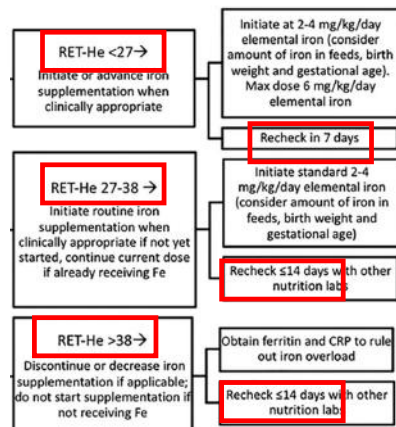 RET-He <27→
Initiate or advance iron
supplementation when
clinically appropriate
Initiate at 2-4 mg/kg/day
elemental iron (consider
amount of iron in feeds, birth
weight and gestational age).
Max dose 6 mg/kg/day
elemental iron
Recheck in 7 days
RET-He 27-38 →
Initiate routine iron
supplementation when
clinically appropriate if not yet
started, continue current dose
if already receiving Fe
Initiate standard 2-4
mg/kg/day elemental iron
(consider amount of iron in
feeds, birth weight and
gestational age)
Recheck ≤14 days with other
nutrition labs
RET-He >38→
Discontinue or decrease iron
supplementation if applicable;
do not start supplementation if
not receiving Fe
Obtain ferritin and CRP to rule
out iron overload
Recheck ≤14 days with other
nutrition labs